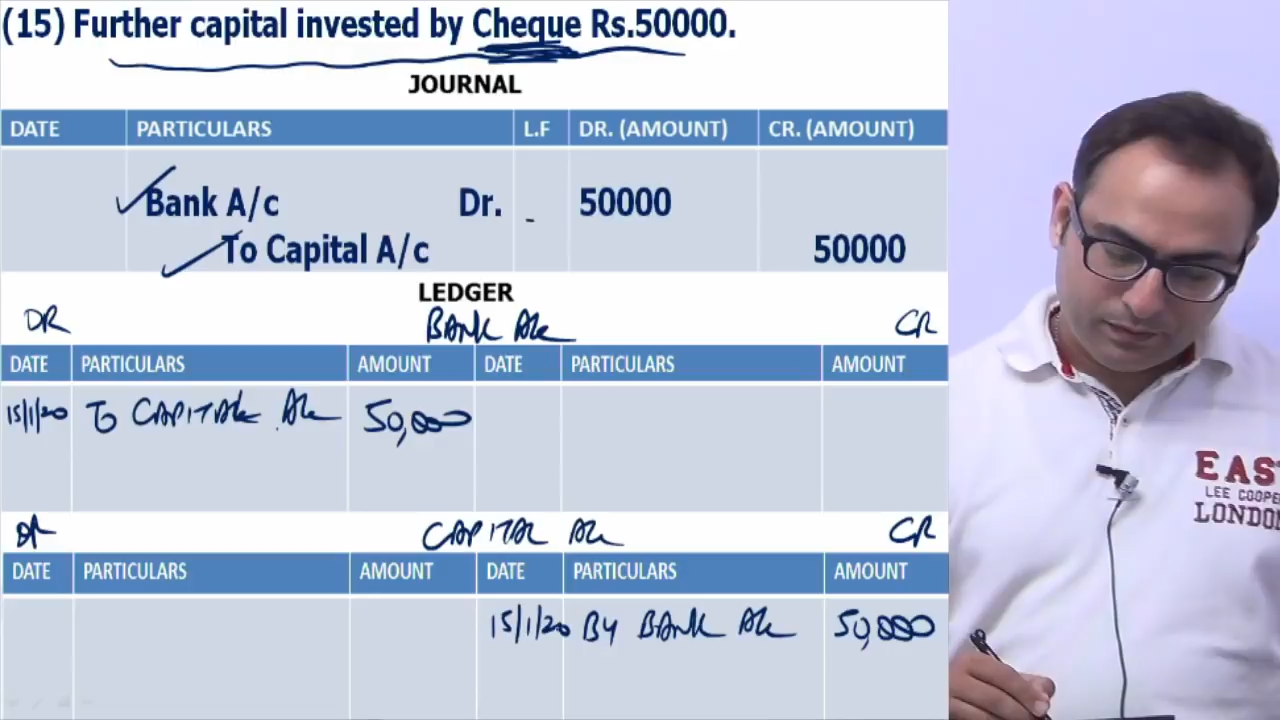 (15) Further capital invested by Cheque Rs.50000.
JOURNAL
DATE PARTICULARS L.F DR. (AMOUNT) CR. (AMOUNT)
Bank A/c Dr. 50000
To Capital A/c 50000
LEDGER
DR BANK A/c CR
DATE PARTICULARS AMOUNT DATE PARTICULARS AMOUNT
15/1/20 To CAPITAL A/c 50,000
DR CAPITAL A/c CR
DATE PARTICULARS AMOUNT DATE PARTICULARS AMOUNT
15/1/20 By BANK A/c 50,000
EAS
LEE COOPE
LONDON